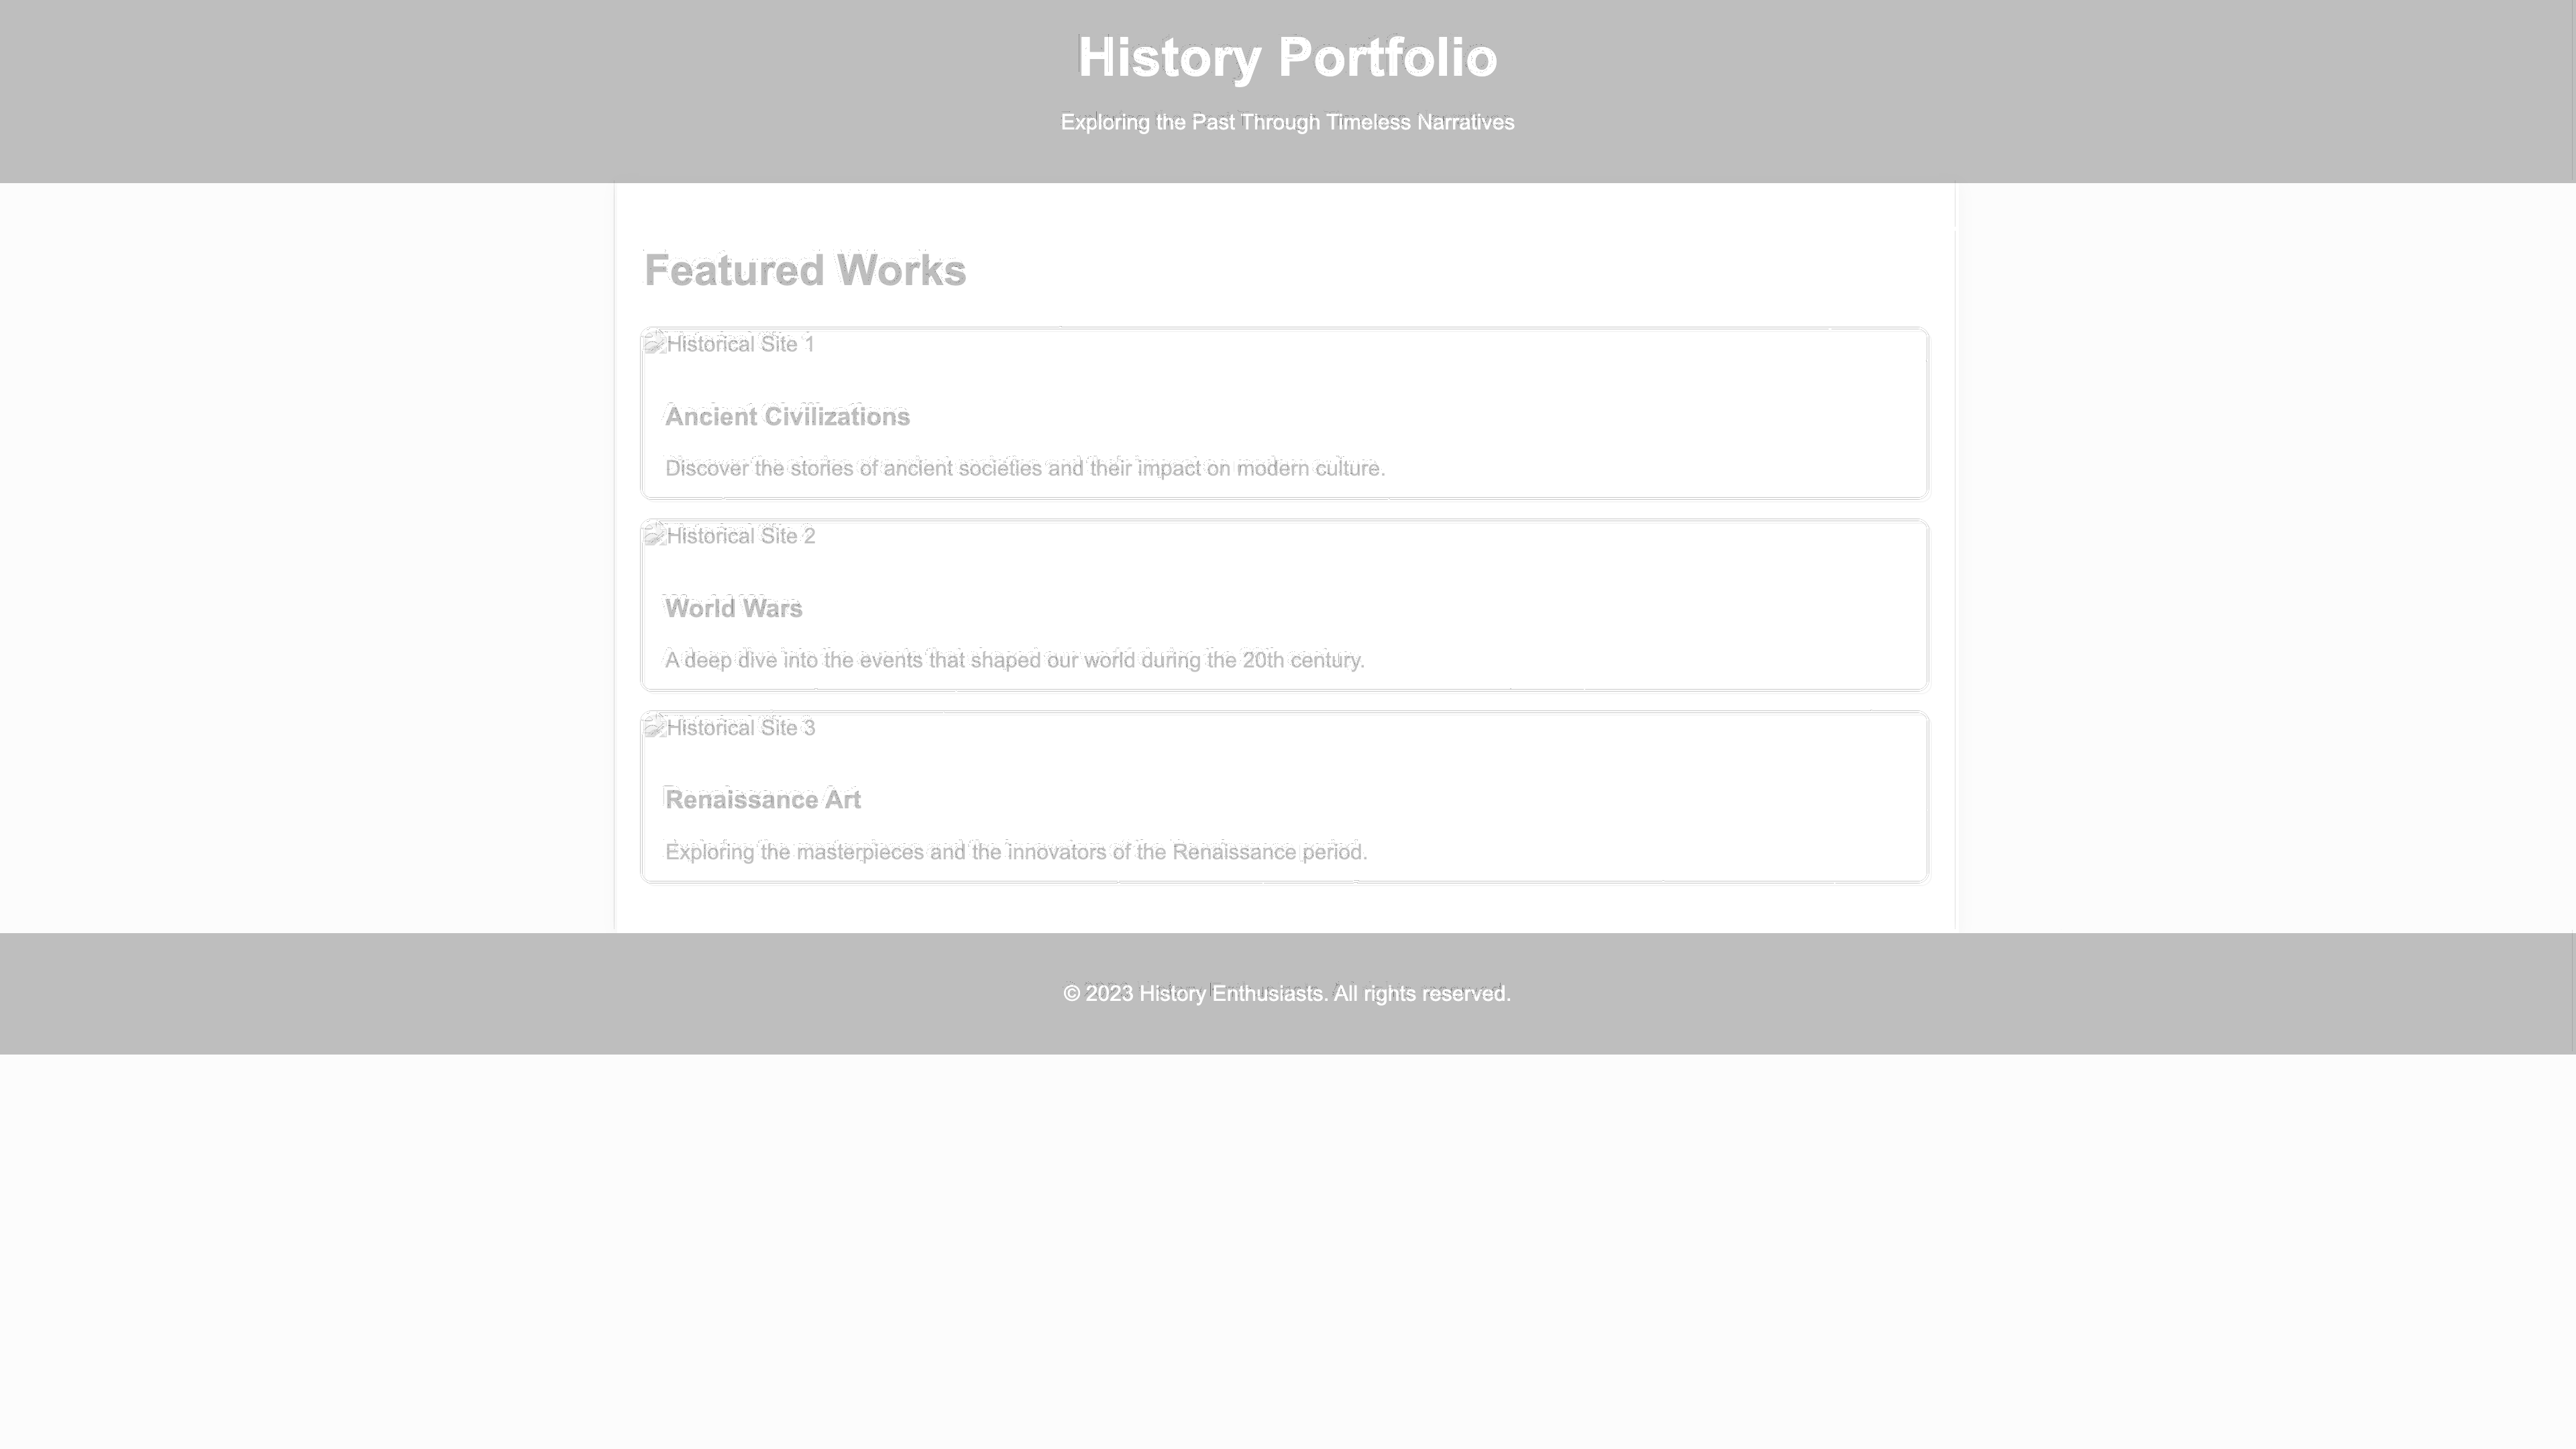 History Portfolio
Exploring the Past Through Timeless Narratives
Featured Works
Historical Site 1
Ancient Civilizations
Discover the stories of ancient societies and their impact on modern culture.
Historical Site 2
World Wars
A deep dive into the events that shaped our world during the 20th century.
Historical Site 3
Renaissance Art
Exploring the masterpieces and the innovators of the Renaissance period.
© 2023 History Enthusiasts. All rights reserved.